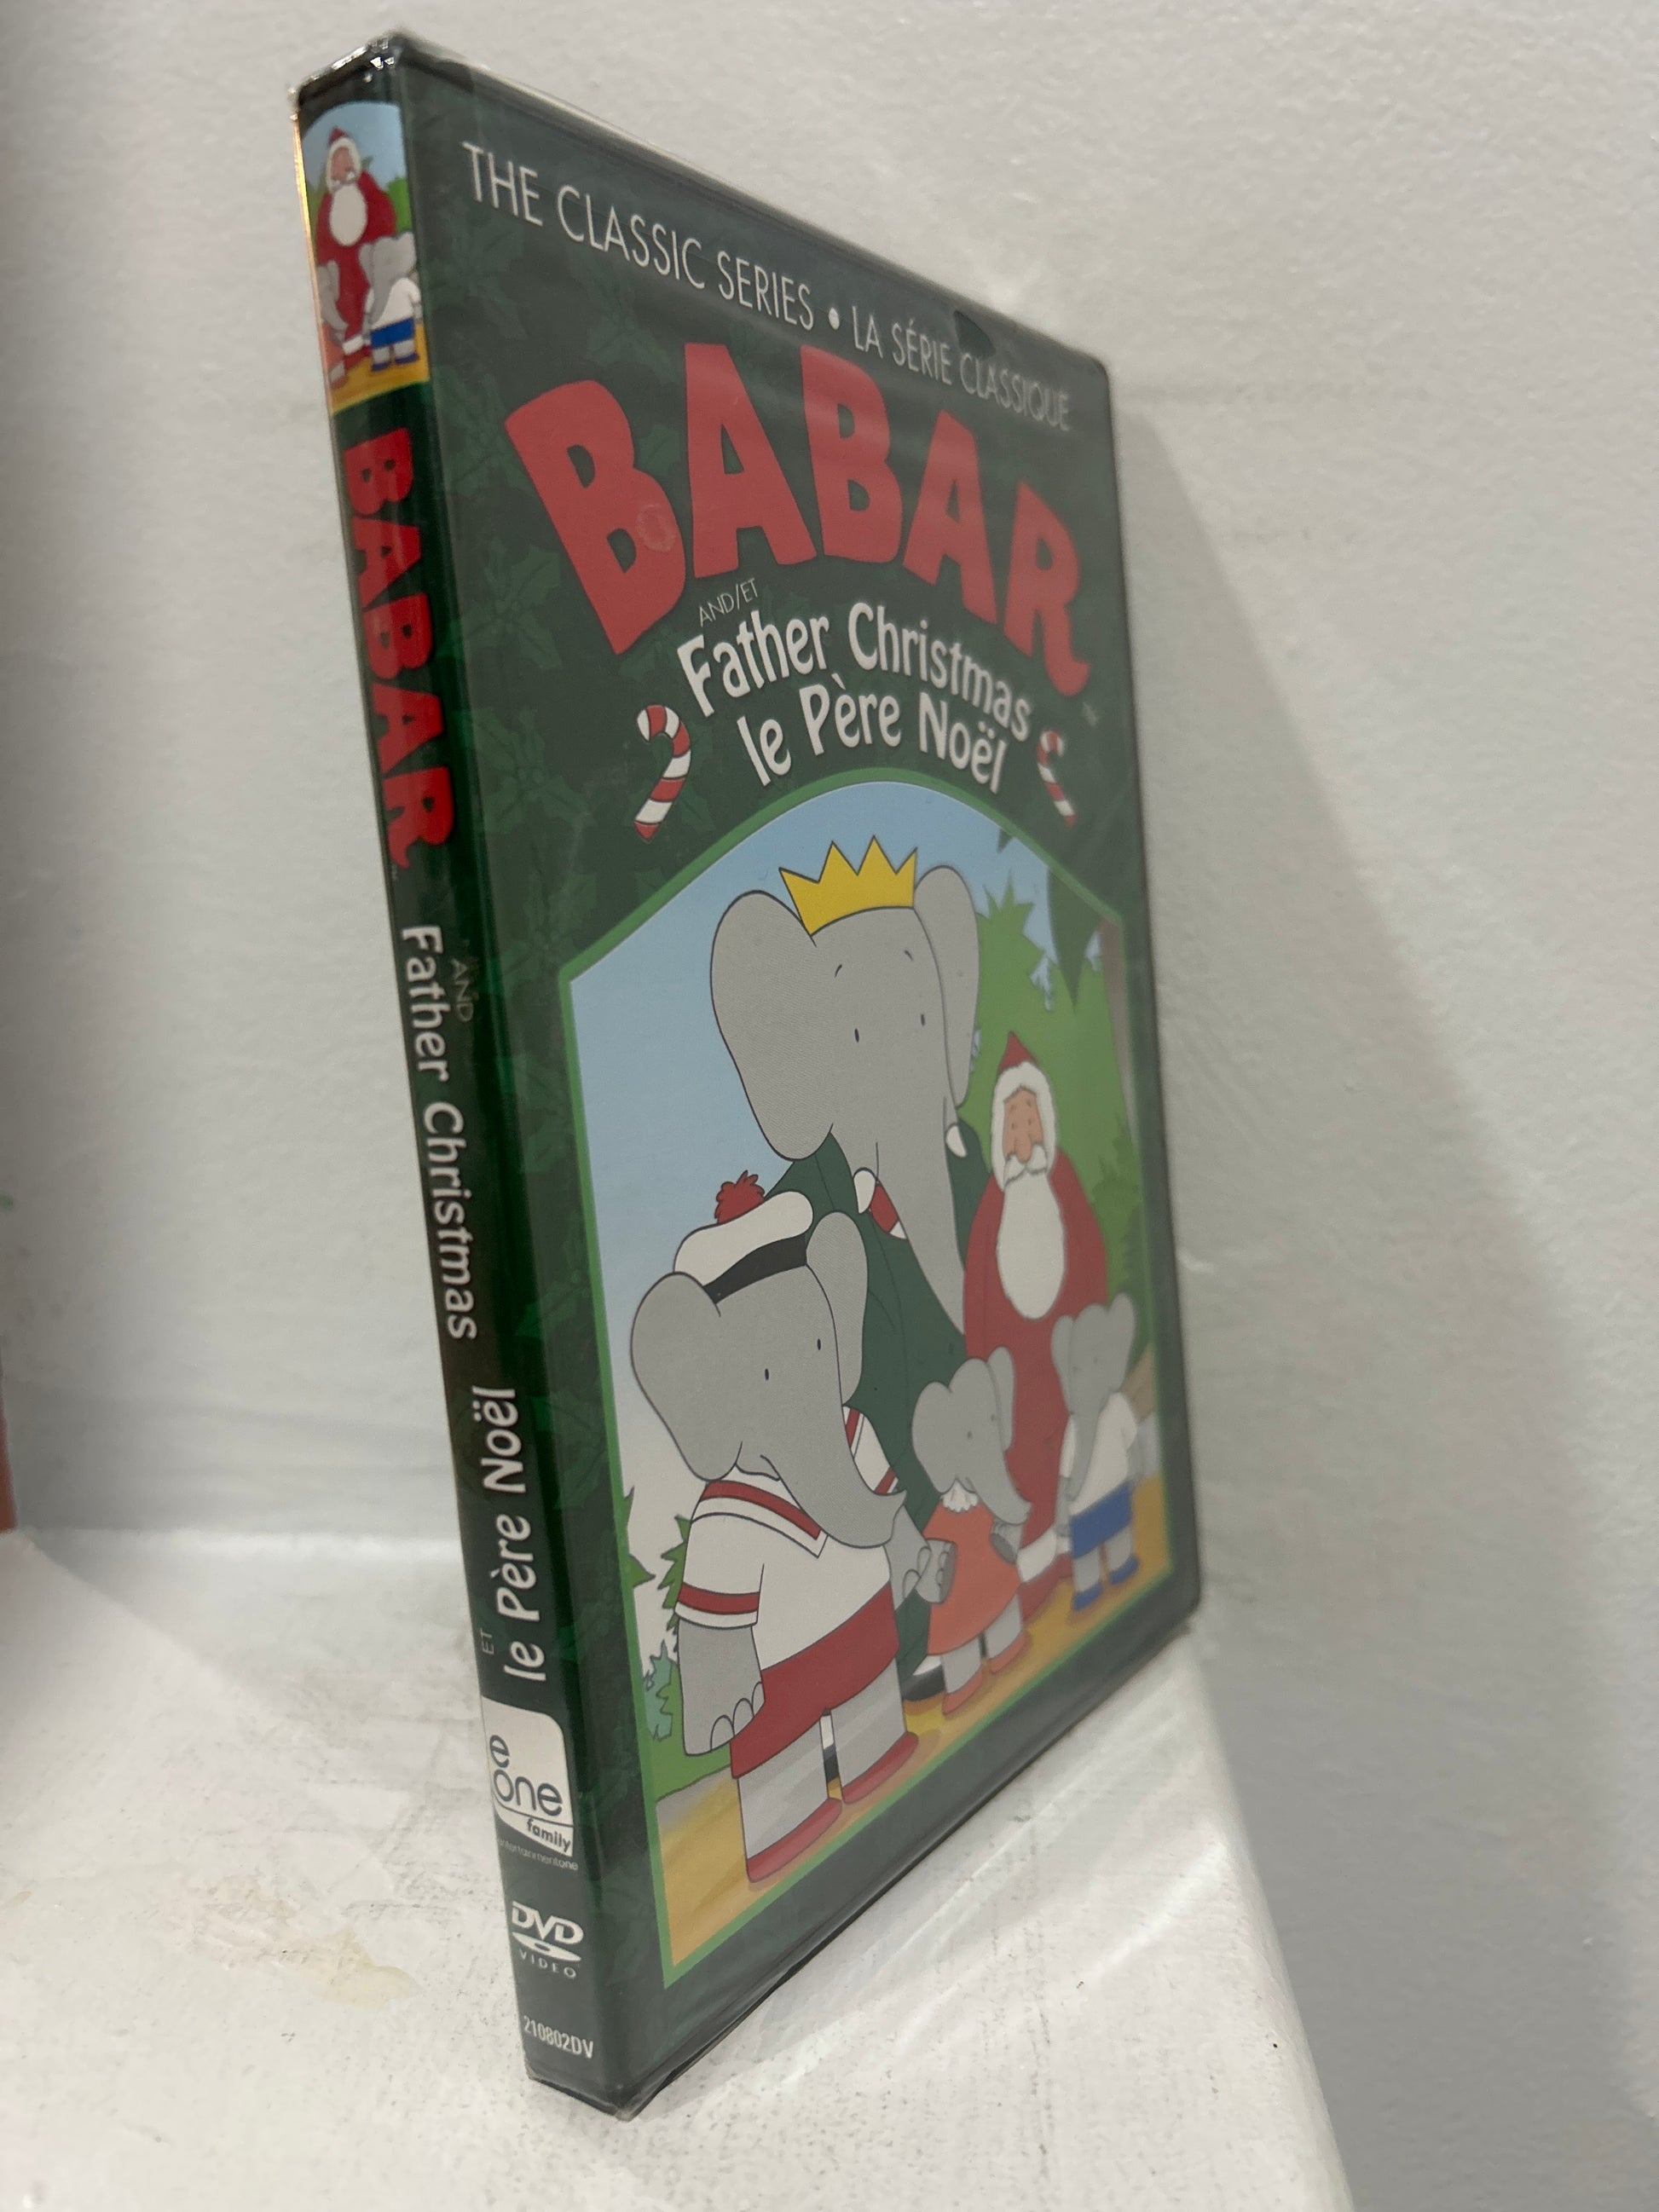 THE CLASSIC SERIES • LA SÉRIE CLASSIQUE
BABAR
AND/ET
Father Christmas
le Père Noël
BABAR
AND
Father Christmas
ET
le Père Noël
e one
family
entertainmentone
DVD
VIDEO
210802DV